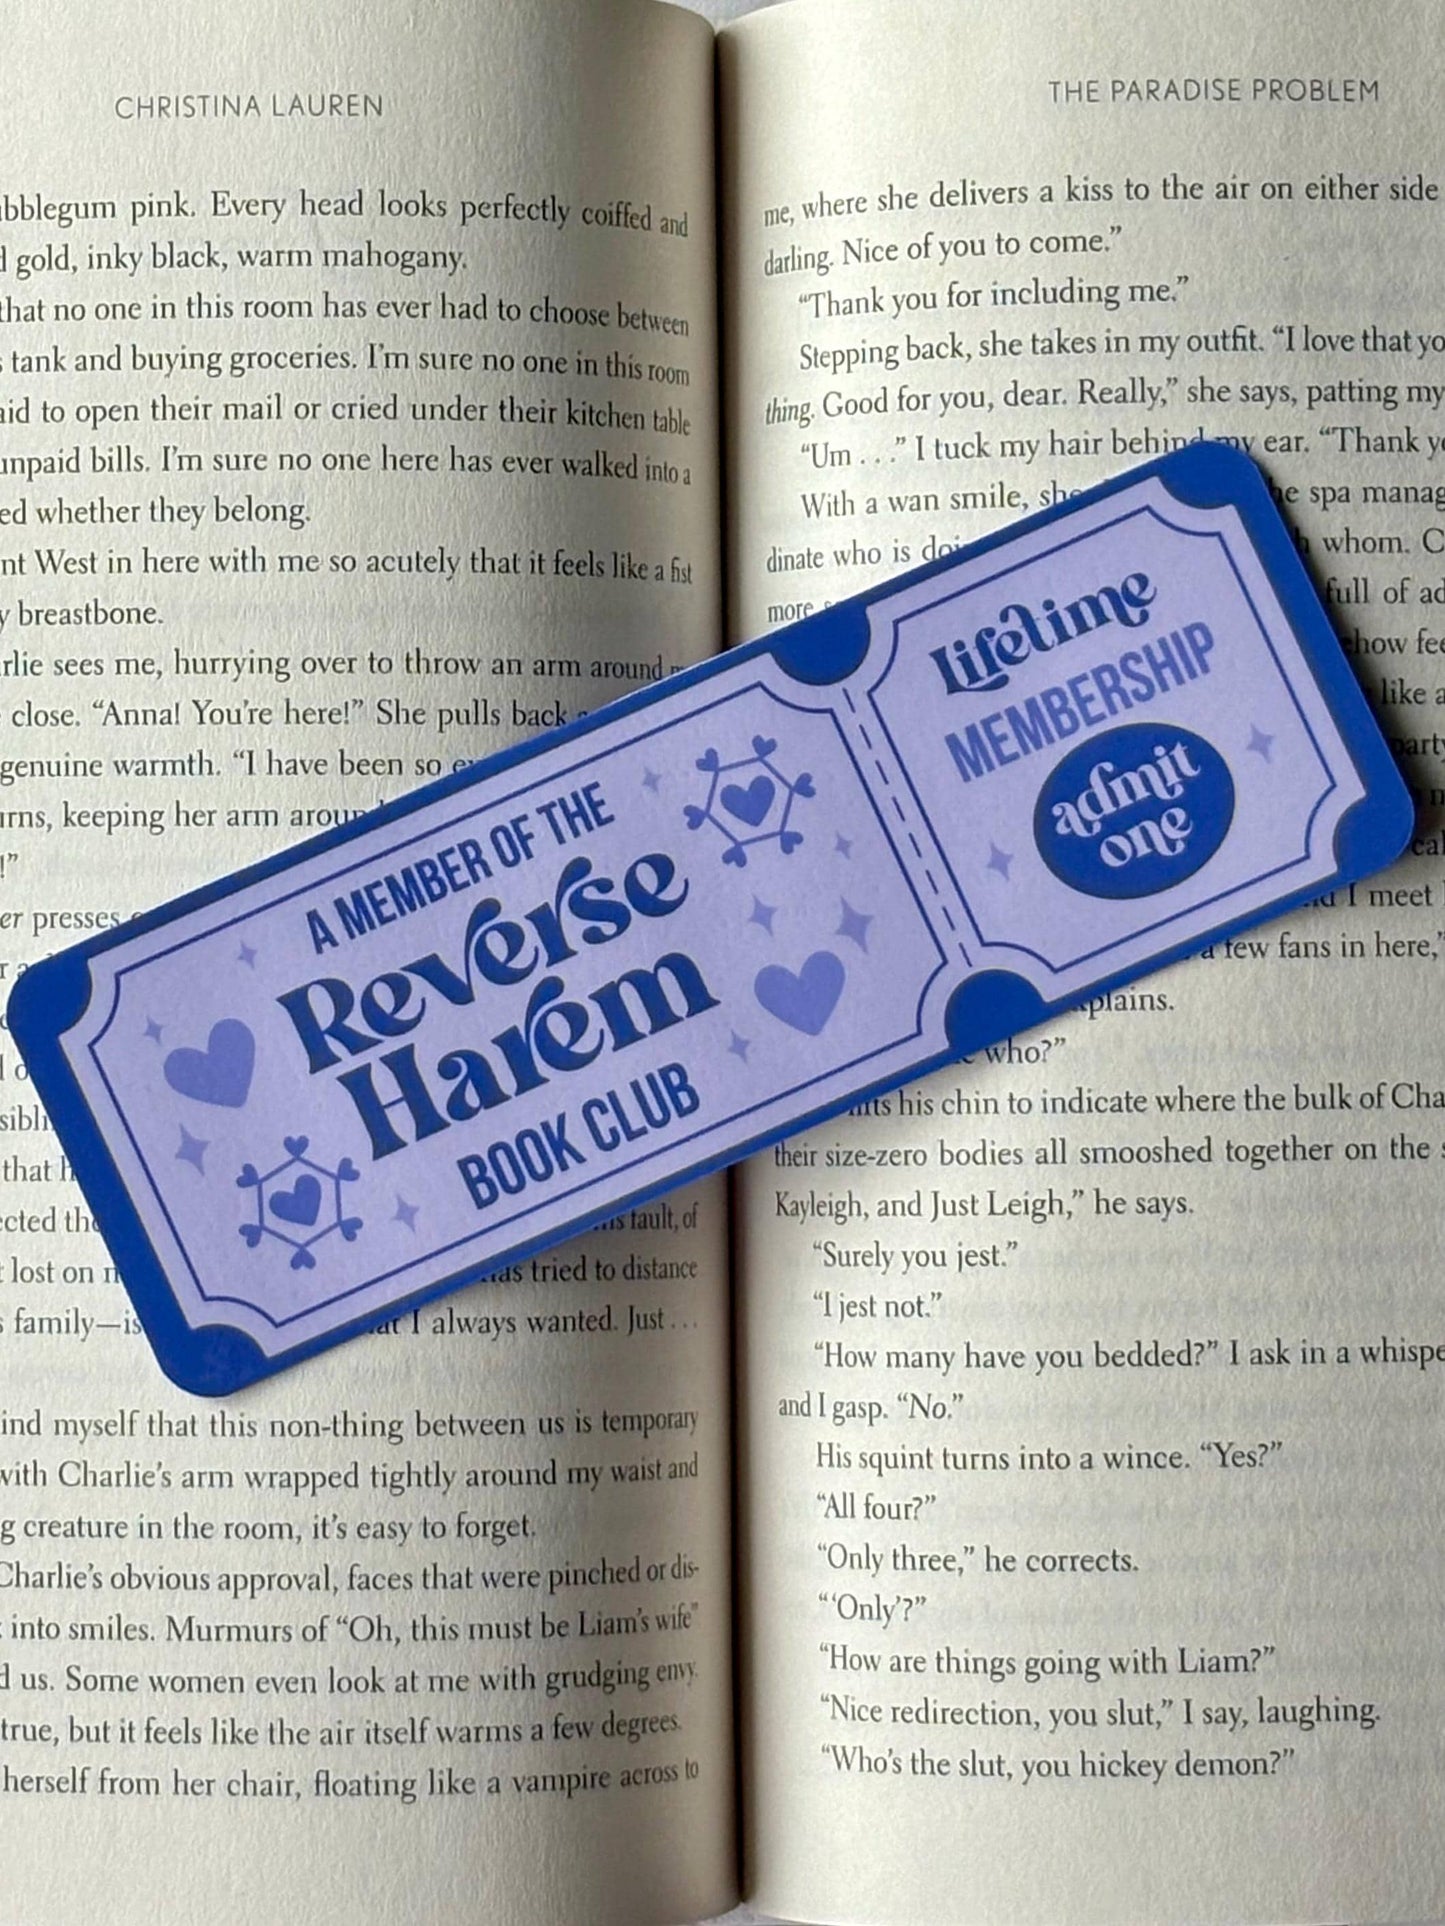 CHRISTINA LAUREN
bblegum pink. Every head looks perfectly coiffed and
gold, inky black, warm mahogany.
that no one in this room has ever had to choose between
tank and buying groceries. I'm sure no one in this room
aid to open their mail or cried under their kitchen table
unpaid bills. I'm sure no one here has ever walked into a
ed whether they belong.
nt West in here with me so acutely that it feels like a fist
y breastbone.
rlie sees me, hurrying over to throw an arm around
close. “Anna! You're here!” She pulls back
genuine warmth. “I have been so
rns, keeping her arm
!”
er presses
sibl
that
cted
fault, of
lost on
has tried to distance
family—is
I always wanted. Just . . .
ind myself that this non-thing between us is temporary
with Charlie's arm wrapped tightly around my waist and
g creature in the room, it's easy to forget.
Charlie's obvious approval, faces that were pinched or dis-
into smiles. Murmurs of “Oh, this must be Liam's wife”
d us. Some women even look at me with grudging envy.
true, but it feels like the air itself warms a few degrees.
herself from her chair, floating like a vampire across to
A MEMBER OF THE
Reverse
Harem
BOOK CLUB
Lifetime
MEMBERSHIP
admit
one
THE PARADISE PROBLEM
me, where she delivers a kiss to the air on either side
darling. Nice of you to come.”
“Thank you for including me.”
Stepping back, she takes in my outfit. “I love that yo
thing. Good for you, dear. Really,” she says, patting my
“Um . . .” I tuck my hair behind my ear. “Thank y
With a wan smile, she
e spa manag
dinate who is
whom. C
more
full of ad
how fee
like a
party
I meet
a few fans in here,”
plains.
who?”
his chin to indicate where the bulk of Cha
their size-zero bodies all smooshed together on the s
Kayleigh, and Just Leigh,” he says.
“Surely you jest.”
“I jest not.”
“How many have you bedded?” I ask in a whispe
and I gasp. “No.”
His squint turns into a wince. “Yes?”
“All four?”
“Only three,” he corrects.
“‘Only’?”
“How are things going with Liam?”
“Nice redirection, you slut,” I say, laughing.
“Who's the slut, you hickey demon?”